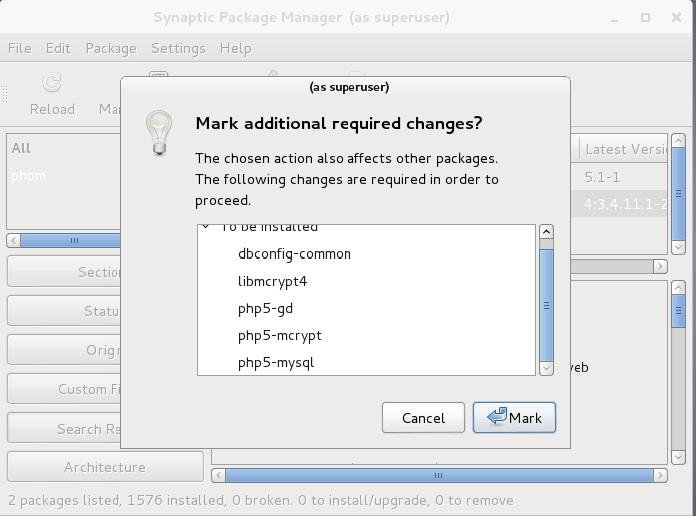 Synaptic Package Manager (as superuser)
File Edit Package Settings Help
Reload
(as superuser)
Mark additional required changes?
The chosen action also affects other packages.
The following changes are required in order to
proceed.
To be installed
dbconfig-common
libmcrypt4
php5-gd
php5-mcrypt
php5-mysql
Cancel Mark
All
phpm
Latest Versi
5.1-1
4:3.4.11.1-2
Section
Statu
Origi
Custom Fi
Search Re
Architecture
2 packages listed, 1576 installed, 0 broken. 0 to install/upgrade, 0 to remove